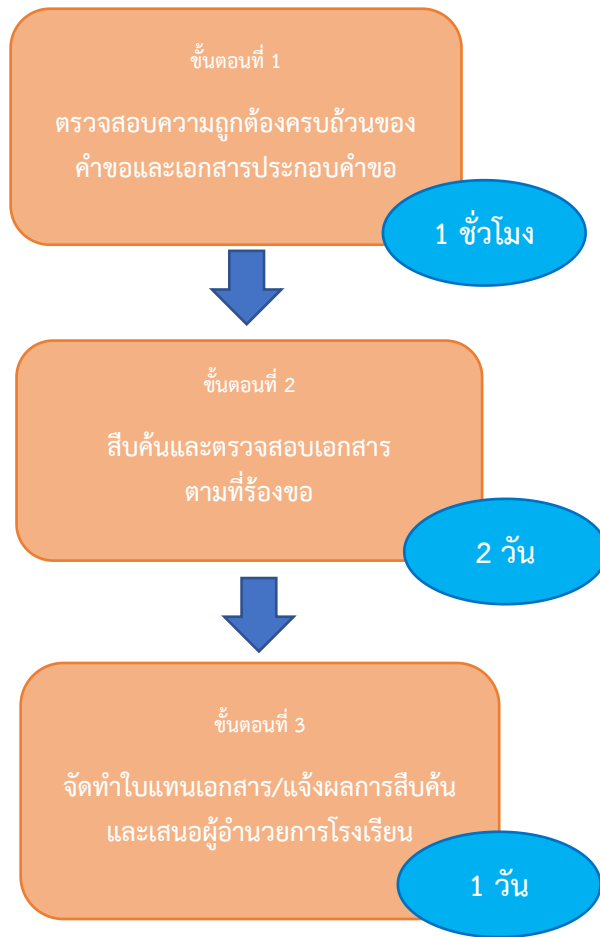 ขั้นตอนที่ 1
ตรวจสอบความถูกต้องครบถ้วนของ
คำขอและเอกสารประกอบคำขอ
1 ชั่วโมง
ขั้นตอนที่ 2
สืบค้นและตรวจสอบเอกสาร
ตามที่ร้องขอ
2 วัน
ขั้นตอนที่ 3
จัดทำใบแทนเอกสาร/แจ้งผลการสืบค้น
และเสนอผู้อำนวยการโรงเรียน
1 วัน